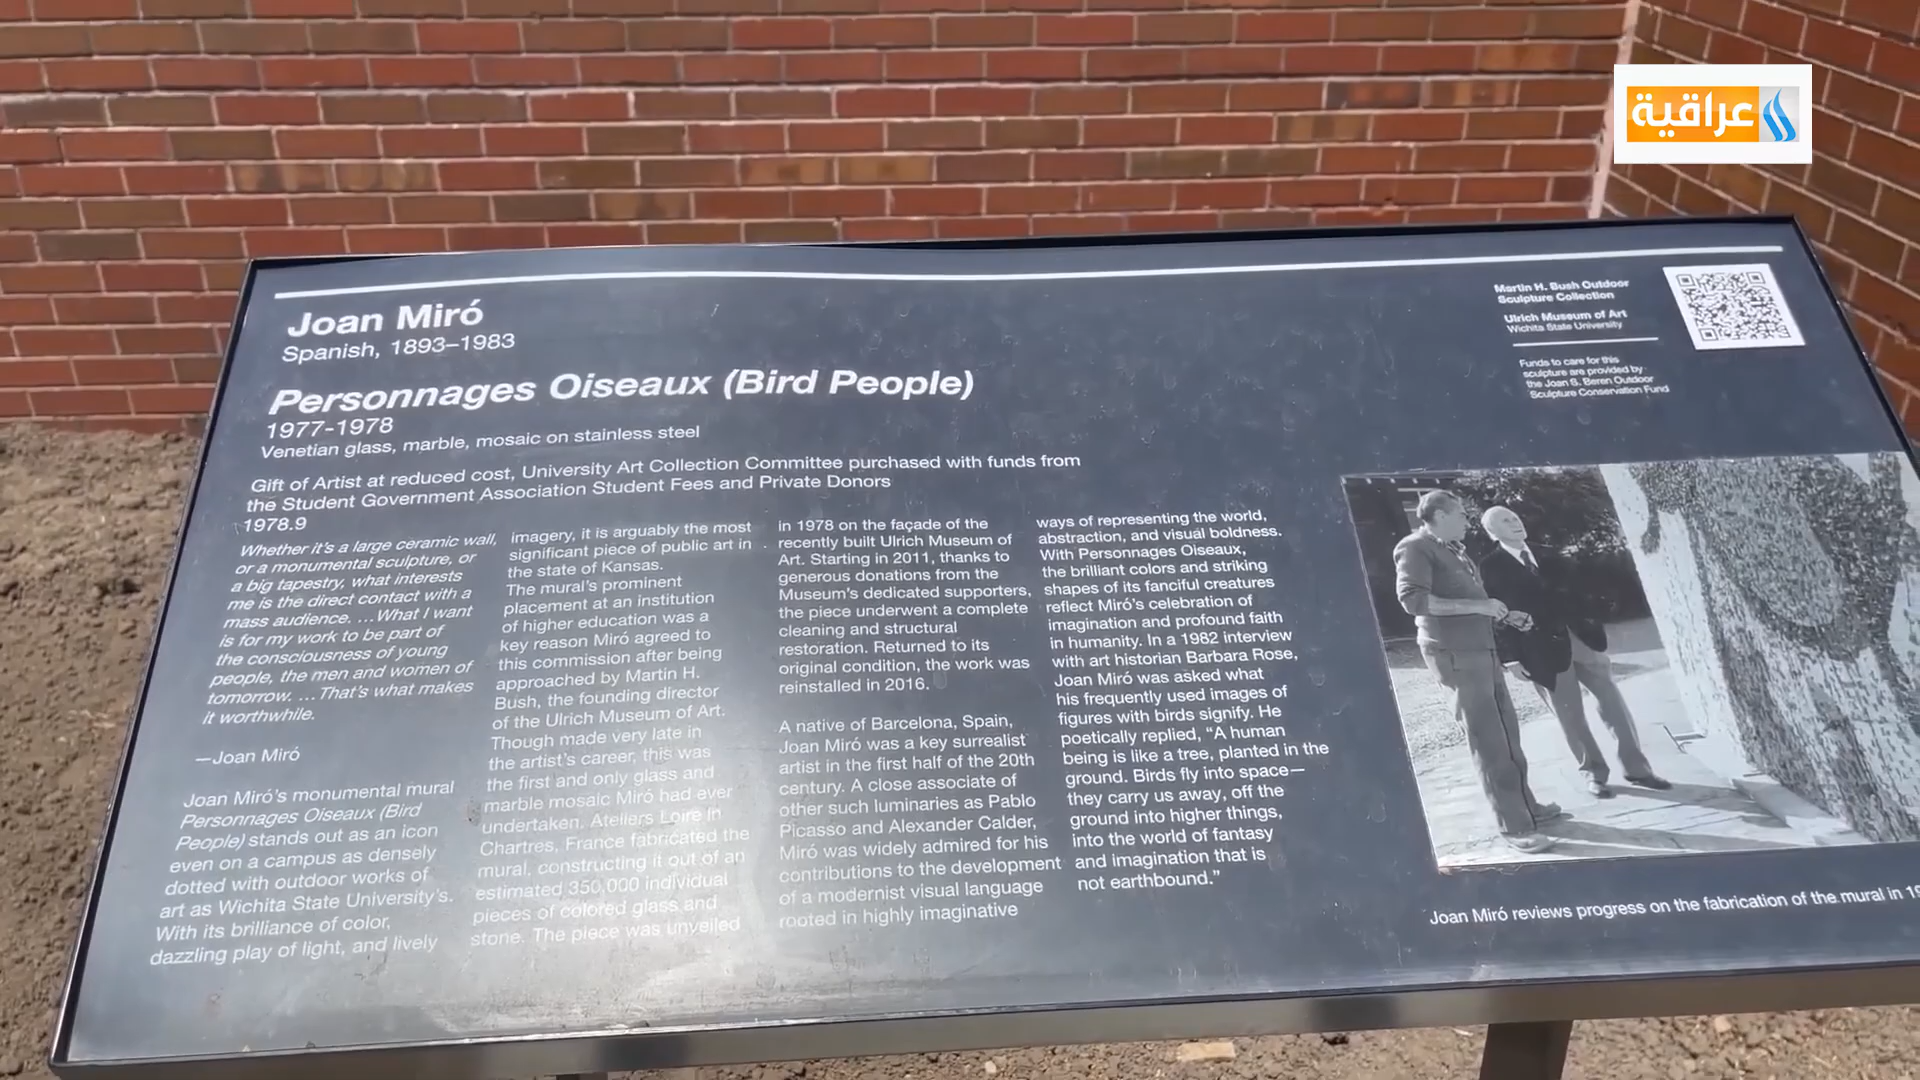 عراقية
Joan Miró
Spanish, 1893–1983
Personnages Oiseaux (Bird People)
1977-1978
Venetian glass, marble, mosaic on stainless steel
Gift of Artist at reduced cost, University Art Collection Committee purchased with funds from
the Student Government Association Student Fees and Private Donors
1978.9
Whether it's a large ceramic wall,
or a monumental sculpture, or
a big tapestry, what interests
me is the direct contact with a
mass audience. ...What I want
is for my work to be part of
the consciousness of young
people, the men and women of
tomorrow. ...That's what makes
it worthwhile.
—Joan Miró
Joan Miró's monumental mural
Personnages Oiseaux (Bird
People) stands out as an icon
even on a campus as densely
dotted with outdoor works of
art as Wichita State University's.
With its brilliance of color,
dazzling play of light, and lively
imagery, it is arguably the most
significant piece of public art in
the state of Kansas.
The mural's prominent
placement at an institution
of higher education was a
key reason Miró agreed to
this commission after being
approached by Martin H.
Bush, the founding director
of the Ulrich Museum of Art.
Though made very late in
the artist's career, this was
the first and only glass and
marble mosaic Miró had ever
undertaken. Ateliers Loire in
Chartres, France fabricated the
mural, constructing it out of an
estimated 350,000 individual
pieces of colored glass and
stone. The piece was unveiled
in 1978 on the façade of the
recently built Ulrich Museum of
Art. Starting in 2011, thanks to
generous donations from the
Museum's dedicated supporters,
the piece underwent a complete
cleaning and structural
restoration. Returned to its
original condition, the work was
reinstalled in 2016.
A native of Barcelona, Spain,
Joan Miró was a key surrealist
artist in the first half of the 20th
century. A close associate of
other such luminaries as Pablo
Picasso and Alexander Calder,
Miró was widely admired for his
contributions to the development
of a modernist visual language
rooted in highly imaginative
ways of representing the world,
abstraction, and visual boldness.
With Personnages Oiseaux,
the brilliant colors and striking
shapes of its fanciful creatures
reflect Miró's celebration of
imagination and profound faith
in humanity. In a 1982 interview
with art historian Barbara Rose,
Joan Miró was asked what
his frequently used images of
figures with birds signify. He
poetically replied, “A human
being is like a tree, planted in the
ground. Birds fly into space—
they carry us away, off the
ground into higher things,
into the world of fantasy
and imagination that is
not earthbound.”
Martin H. Bush Outdoor
Sculpture Collection
Ulrich Museum of Art
Wichita State University
Funds to care for this
sculpture are provided by
the Joan S. Beren Outdoor
Sculpture Conservation Fund
Joan Miró reviews progress on the fabrication of the mural in